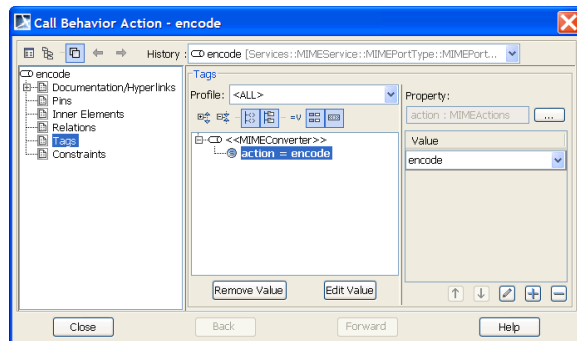 Call Behavior Action - encode
History : encode [Services::MIMEService::MIMEPortType::MIMEPort...
encode
Documentation/Hyperlinks
Pins
Inner Elements
Relations
Tags
Constraints
Tags
Profile: <ALL>
=v
<<MIMEConverter>>
action = encode
Remove Value Edit Value
Property:
action : MIMEActions ...
Value
encode
Close Back Forward Help